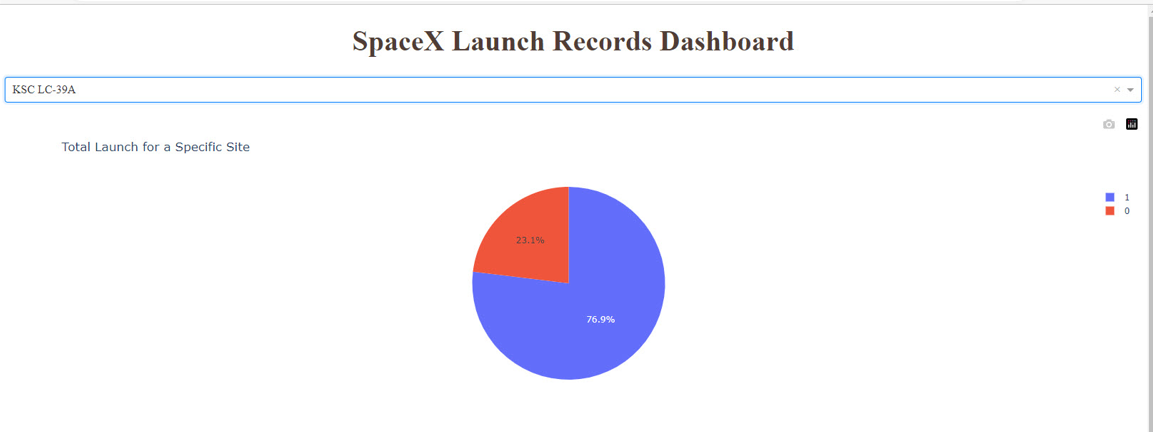 SpaceX Launch Records Dashboard
KSC LC-39A
Total Launch for a Specific Site
1
0
23.1%
76.9%